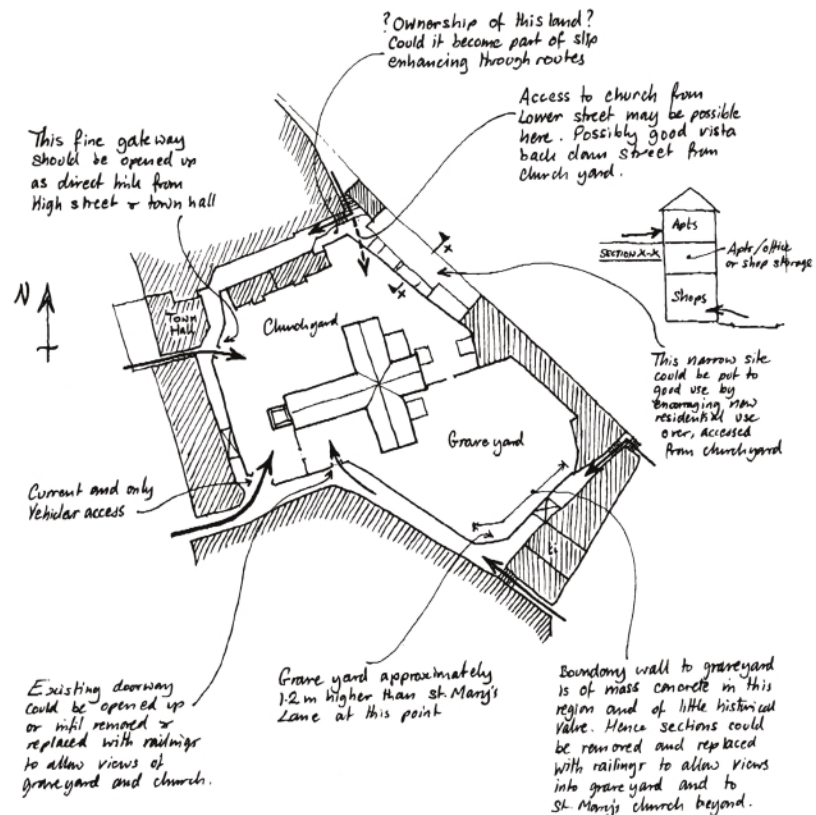 ?Ownership of this land?
Could it become part of slip
enhancing through routes
Access to church from
Lower street may be possible
here. Possibly good vista
back down street from
church yard.
This fine gateway
should be opened up
as direct link from
High street & town hall
N
Town
Hall
Churchyard
x
x
Apts
SECTION X-X
Apts/office
or shop storage
Shops
This narrow site
could be put to
good use by
encouraging new
residential use
over, accessed
from churchyard
Graveyard
Current and only
Vehicular access
Existing doorway
could be opened up
or infil removed &
replaced with railings
to allow views of
graveyard and church.
Grave yard approximately
1.2m higher than St. Mary's
Lane at this point
Boundary wall to graveyard
is of mass concrete in this
region and of little historical
value. Hence sections could
be removed and replaced
with railings to allow views
into graveyard and to
St. Mary's church beyond.